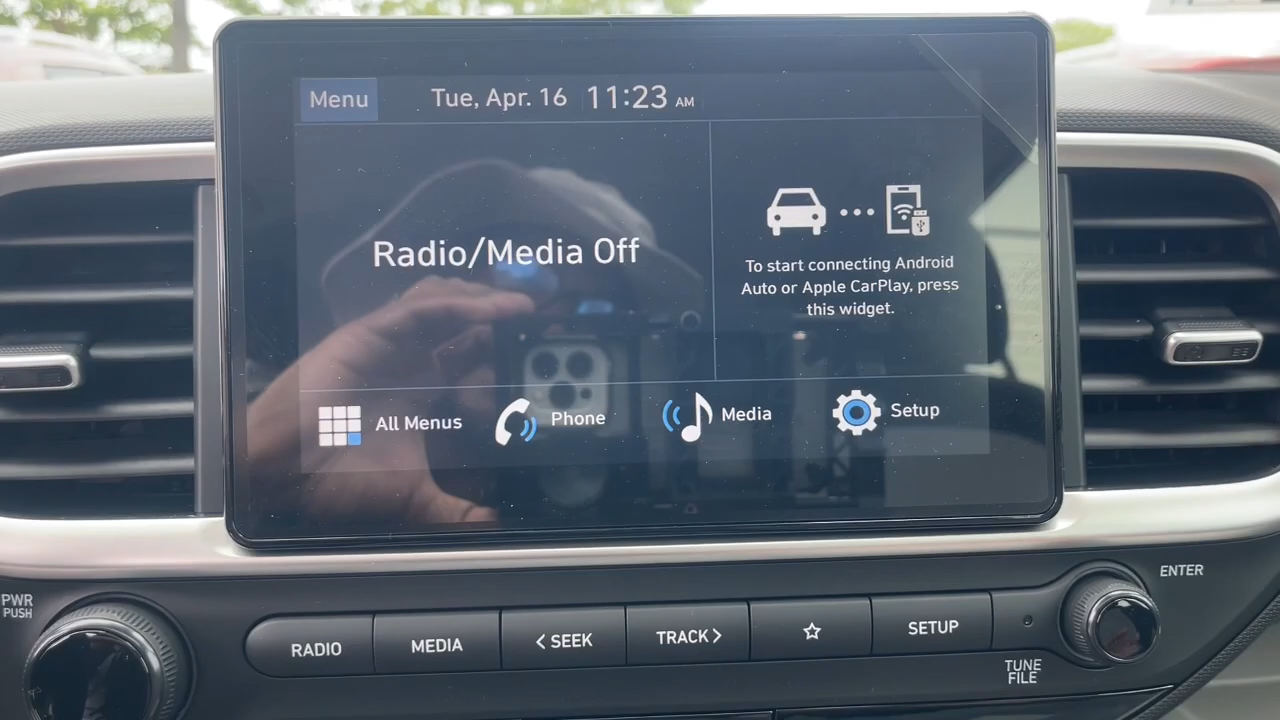 Menu
Tue, Apr. 16 11:23 AM
Radio/Media Off
To start connecting Android
Auto or Apple CarPlay, press
this widget.
All Menus
Phone
Media
Setup
PWR
PUSH
RADIO
MEDIA
< SEEK
TRACK >
SETUP
ENTER
TUNE
FILE